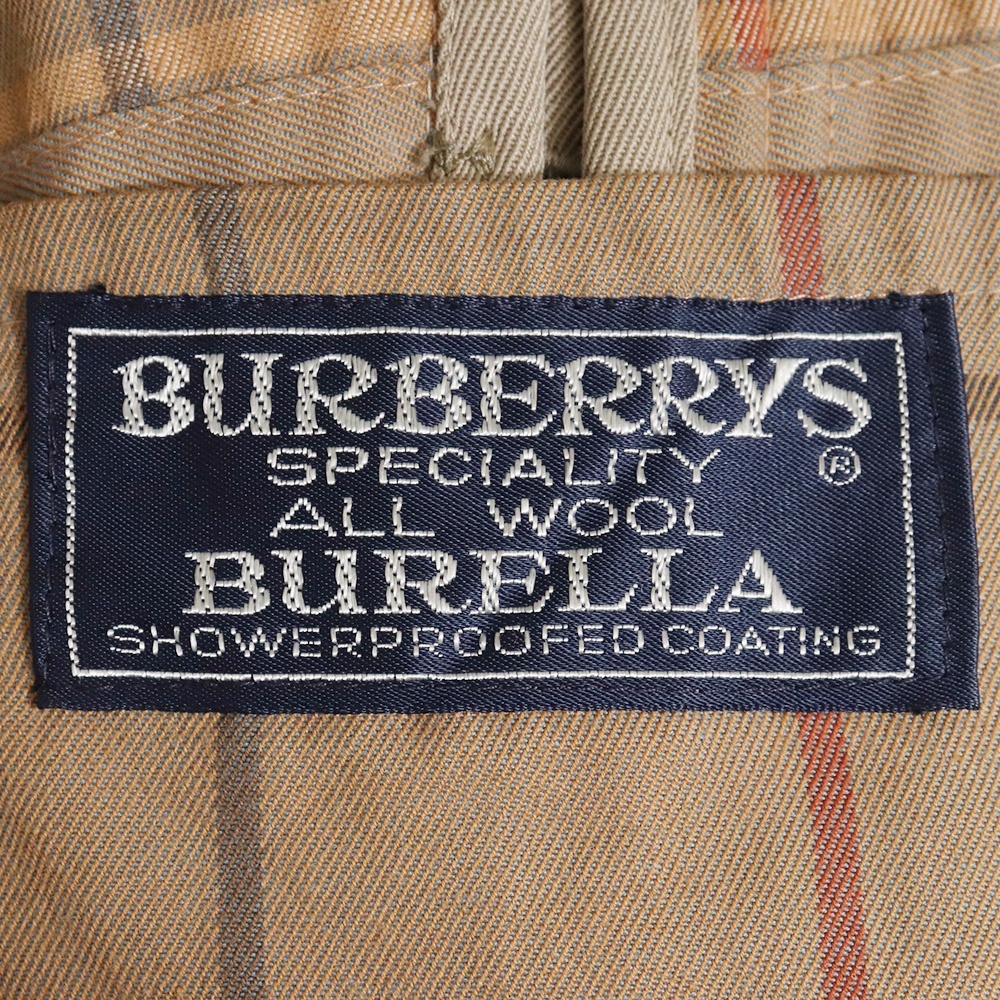 BURBERRYS
SPECIALITY ®
ALL WOOL
BURELLA
SHOWERPROOFED COATING